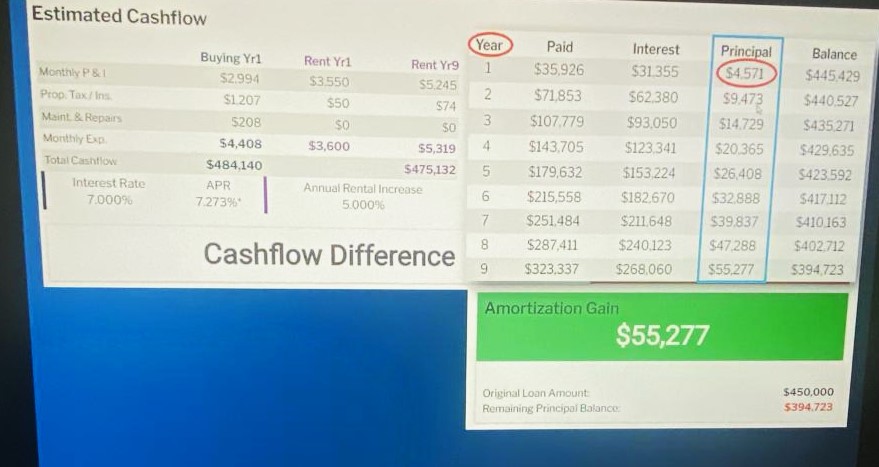 Estimated Cashflow
Buying Yr1 Rent Yr1 Rent Yr9
Monthly P & I $2,994 $3,550 $5,245
Prop. Tax / Ins. $1,207 $50 $74
Maint. & Repairs $208 $0 $0
Monthly Exp. $4,408 $3,600 $5,319
Total Cashflow $484,140 $475,132
Interest Rate APR Annual Rental Increase
7.000% 7.273%* 5.000%
Cashflow Difference
Year Paid Interest Principal Balance
1 $35,926 $31,355 $4,571 $445,429
2 $71,853 $62,380 $9,473 $440,527
3 $107,779 $93,050 $14,729 $435,271
4 $143,705 $123,341 $20,365 $429,635
5 $179,632 $153,224 $26,408 $423,592
6 $215,558 $182,670 $32,888 $417,112
7 $251,484 $211,648 $39,837 $410,163
8 $287,411 $240,123 $47,288 $402,712
9 $323,337 $268,060 $55,277 $394,723
Amortization Gain
$55,277
Original Loan Amount: $450,000
Remaining Principal Balance: $394,723